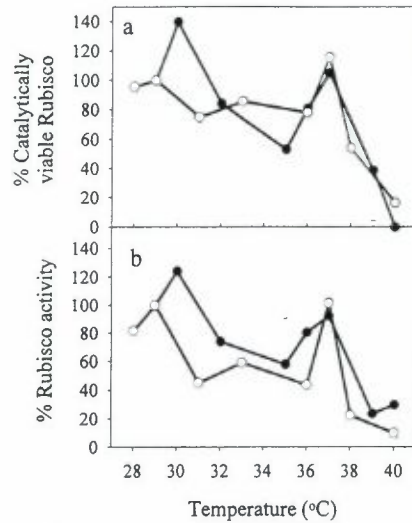 a
140
120
100
80
60
40
20
0
% Catalytically
viable Rubisco
b
140
120
100
80
60
40
20
0
% Rubisco activity
28 30 32 34 36 38 40
Temperature (°C)